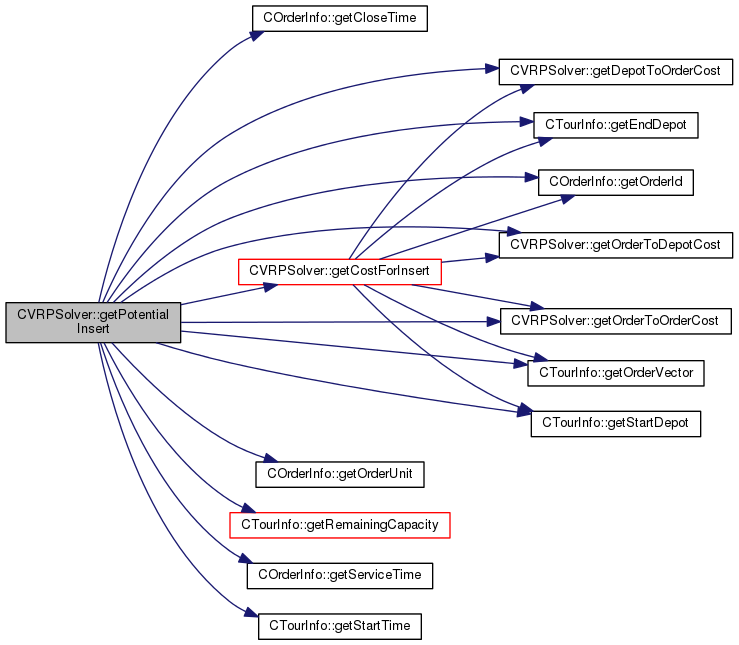 COrderInfo::getCloseTime
CVRPSolver::getDepotToOrderCost
CTourInfo::getEndDepot
COrderInfo::getOrderId
CVRPSolver::getOrderToDepotCost
CVRPSolver::getCostForInsert
CVRPSolver::getPotential
Insert
CVRPSolver::getOrderToOrderCost
CTourInfo::getOrderVector
CTourInfo::getStartDepot
COrderInfo::getOrderUnit
CTourInfo::getRemainingCapacity
COrderInfo::getServiceTime
CTourInfo::getStartTime